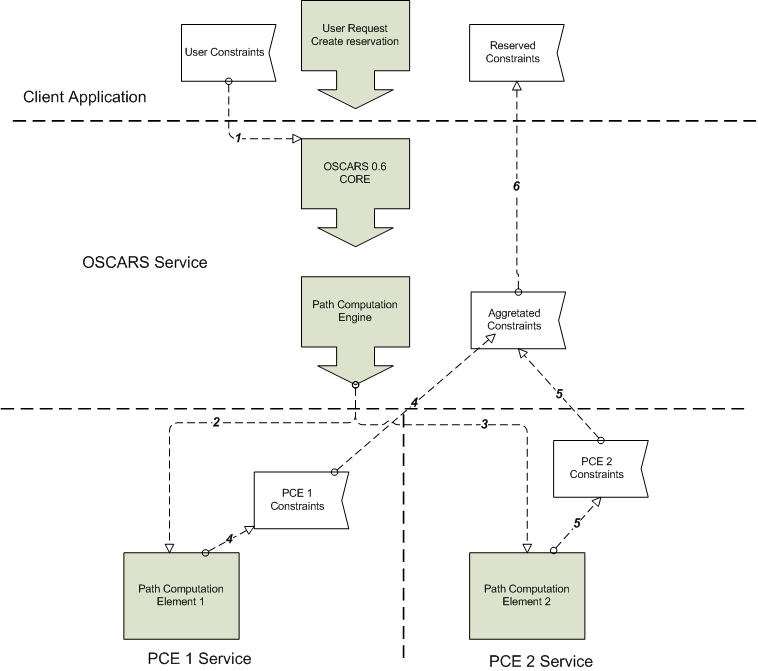 User Request
Create reservation
User Constraints
Reserved
Constraints
Client Application
1
OSCARS 0.6
CORE
6
OSCARS Service
Path Computation
Engine
Aggretated
Constraints
4
5
2
3
PCE 1
Constraints
PCE 2
Constraints
4
5
Path Computation
Element 1
Path Computation
Element 2
PCE 1 Service
PCE 2 Service